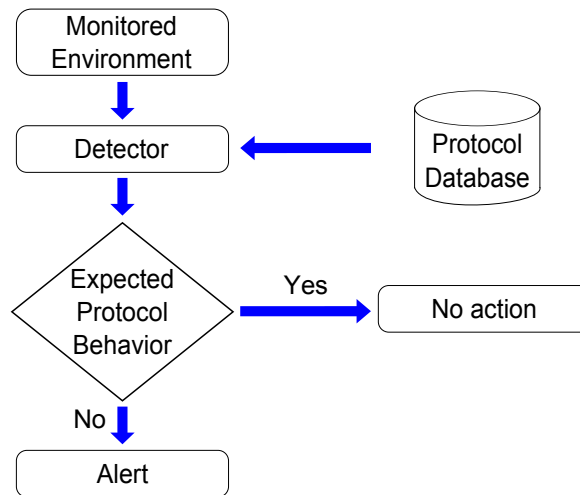 Monitored
Environment
Detector
Protocol
Database
Expected
Protocol
Behavior
Yes
No action
No
Alert